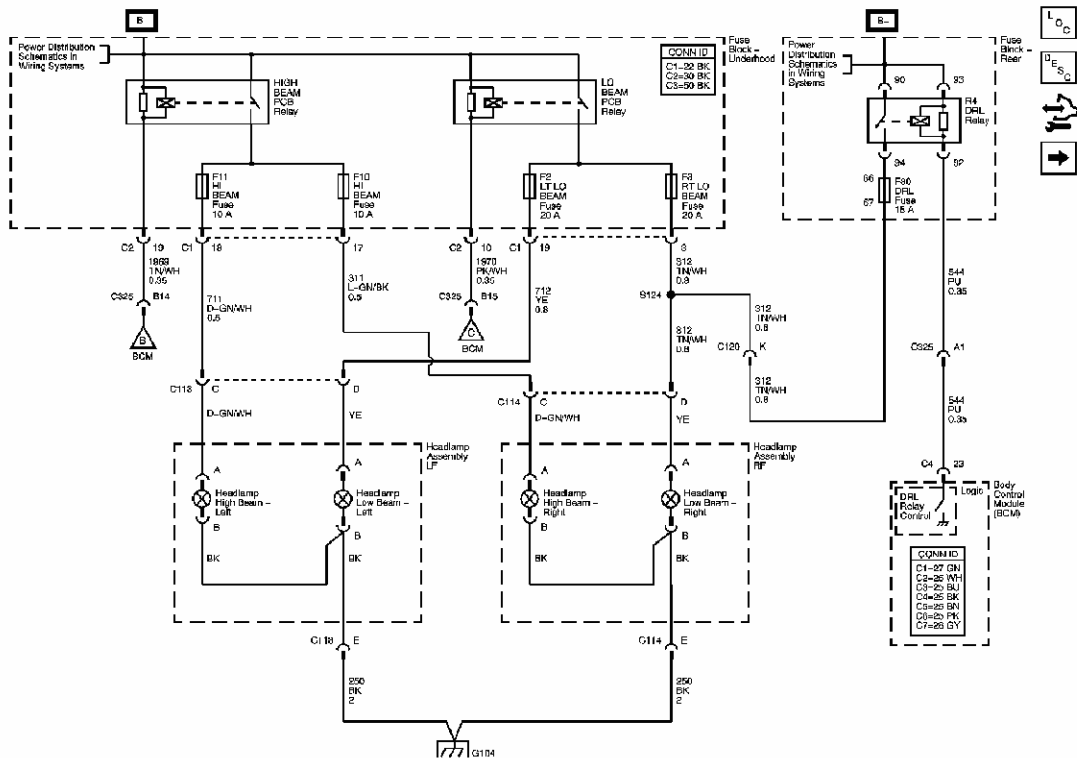 B
Power Distribution
Schematics in
Wiring Systems
HIGH
BEAM
PCB
Relay
LO
BEAM
PCB
Relay
CONN ID
C1=22 BK
C2=30 BK
C3=50 BK
Fuse
Block –
Underhood
F11
HI
BEAM
Fuse
10 A
F10
HI
BEAM
Fuse
10 A
F2
LT LO
BEAM
Fuse
20 A
F3
RT LO
BEAM
Fuse
20 A
B–
Power
Distribution
Schematics
in Wiring
Systems
Fuse
Block –
Rear
90
93
R4
DRL
Relay
94
92
66
67
F60
DRL
Fuse
15 A
LOC
DESC
C2 19
C1 18
17
C2 10
C1 19
3
1969
TN/WH
0.35
C325 B14
B
BCM
711
D-GN/WH
0.5
311
L-GN/BK
0.5
1970
PK/WH
0.35
C325 B15
C
BCM
712
YE
0.8
312
TN/WH
0.8
S124
312
TN/WH
0.8
312
TN/WH
0.8
C120 K
312
TN/WH
0.8
544
PU
0.35
C325 A1
544
PU
0.35
C4 23
C113 C
D
C114 C
D
D-GN/WH
YE
D-GN/WH
YE
Headlamp
Assembly
LF
A
Headlamp
High Beam –
Left
B
BK
A
Headlamp
Low Beam –
Left
B
BK
Headlamp
Assembly
RF
A
Headlamp
High Beam –
Right
B
BK
A
Headlamp
Low Beam –
Right
B
BK
DRL
Relay
Control
Logic
Body
Control
Module
(BCM)
CONN ID
C1=27 GN
C2=25 WH
C3=25 BU
C4=25 BK
C5=25 BN
C6=25 PK
C7=28 GY
C118 E
C114 E
250
BK
2
250
BK
2
G104